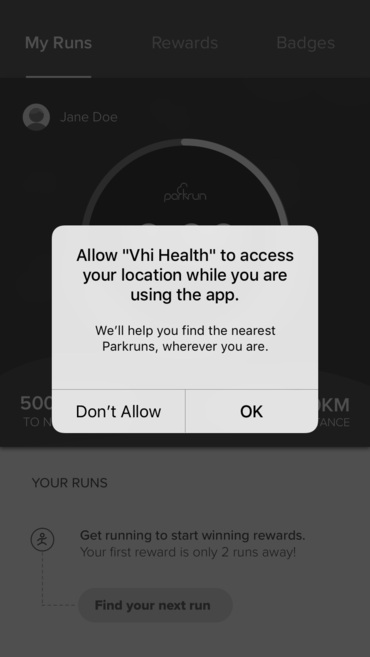 My Runs Rewards Badges
Jane Doe
parkrun
Allow "Vhi Health" to access
your location while you are
using the app.
We'll help you find the nearest
Parkruns, wherever you are.
Don't Allow OK
500
KM
TO N
ANCE
YOUR RUNS
Get running to start winning rewards.
Your first reward is only 2 runs away!
Find your next run